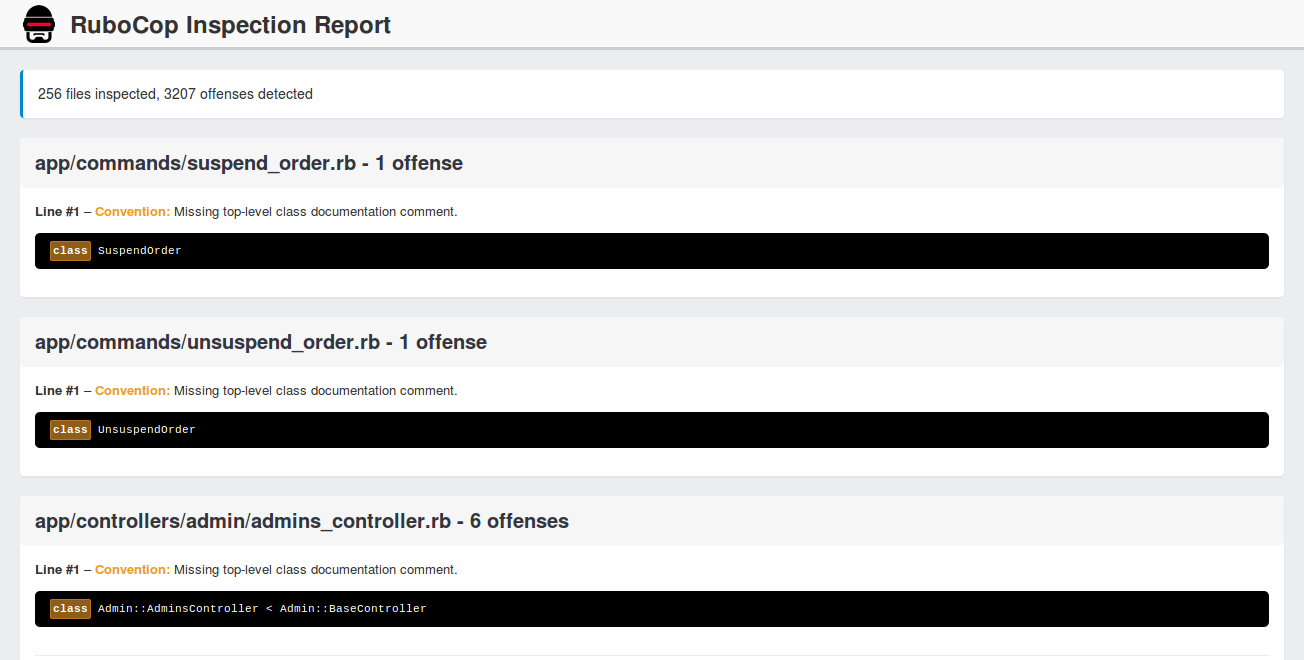 RuboCop Inspection Report
256 files inspected, 3207 offenses detected
app/commands/suspend_order.rb - 1 offense
Line #1 – Convention: Missing top-level class documentation comment.
class SuspendOrder
app/commands/unsuspend_order.rb - 1 offense
Line #1 – Convention: Missing top-level class documentation comment.
class UnsuspendOrder
app/controllers/admin/admins_controller.rb - 6 offenses
Line #1 – Convention: Missing top-level class documentation comment.
class Admin::AdminsController < Admin::BaseController